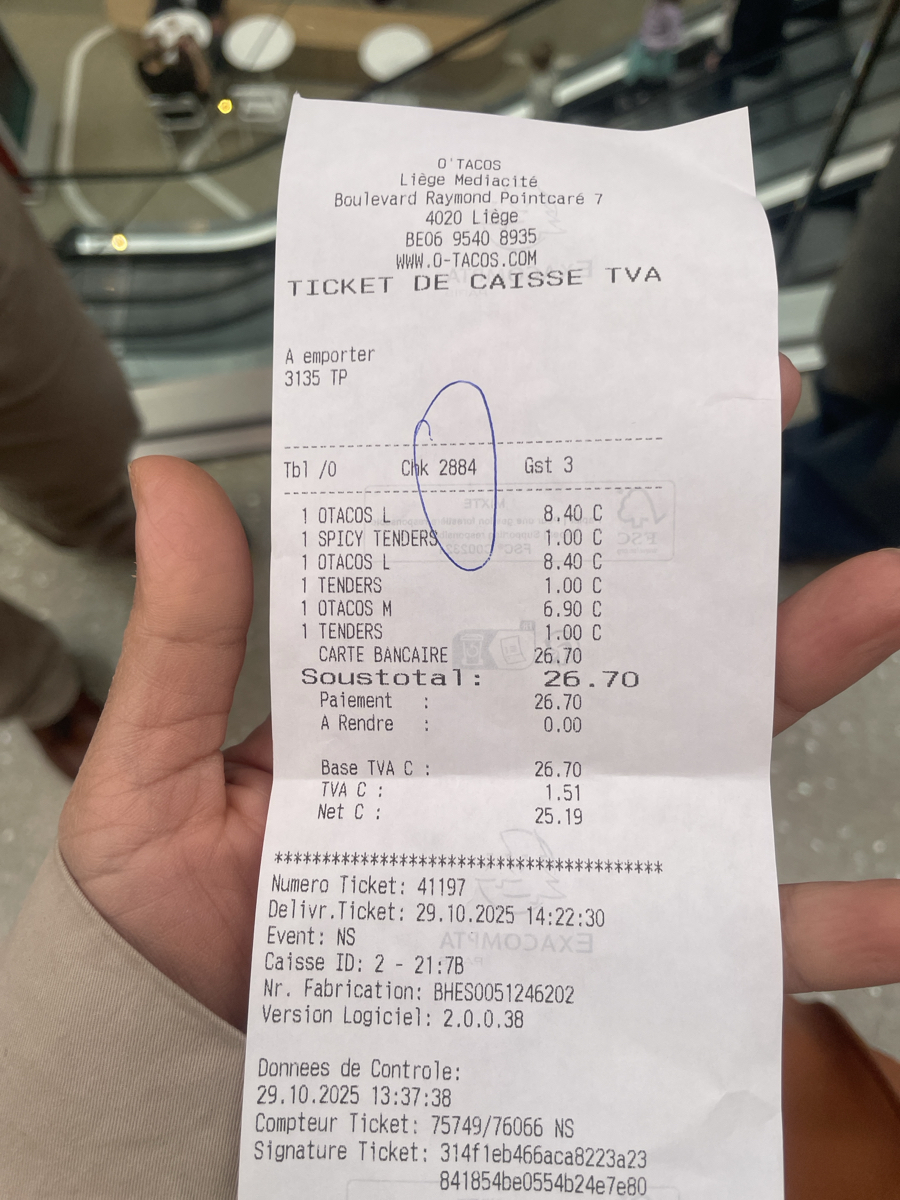 O'TACOS
Liège Mediacité
Boulevard Raymond Pointcaré 7
4020 Liège
BE06 9540 8935
WWW.O-TACOS.COM
TICKET DE CAISSE TVA
A emporter
3135 TP
----------------------------------------
Tbl /0 Chk 2884 Gst 3
----------------------------------------
1 OTACOS L 8.40 C
1 SPICY TENDERS 1.00 C
1 OTACOS L 8.40 C
1 TENDERS 1.00 C
1 OTACOS M 6.90 C
1 TENDERS 1.00 C
CARTE BANCAIRE 26.70
Soustotal: 26.70
Paiement : 26.70
A Rendre : 0.00
Base TVA C : 26.70
TVA C : 1.51
Net C : 25.19
****************************************
Numero Ticket: 41197
Delivr.Ticket: 29.10.2025 14:22:30
Event: NS
Caisse ID: 2 - 21:7B
Nr. Fabrication: BHES0051246202
Version Logiciel: 2.0.0.38
EXACOMPTA
Donnees de Controle:
29.10.2025 13:37:38
Compteur Ticket: 75749/76066 NS
Signature Ticket: 314f1eb466aca8223a23
841854be0554b24e7e80